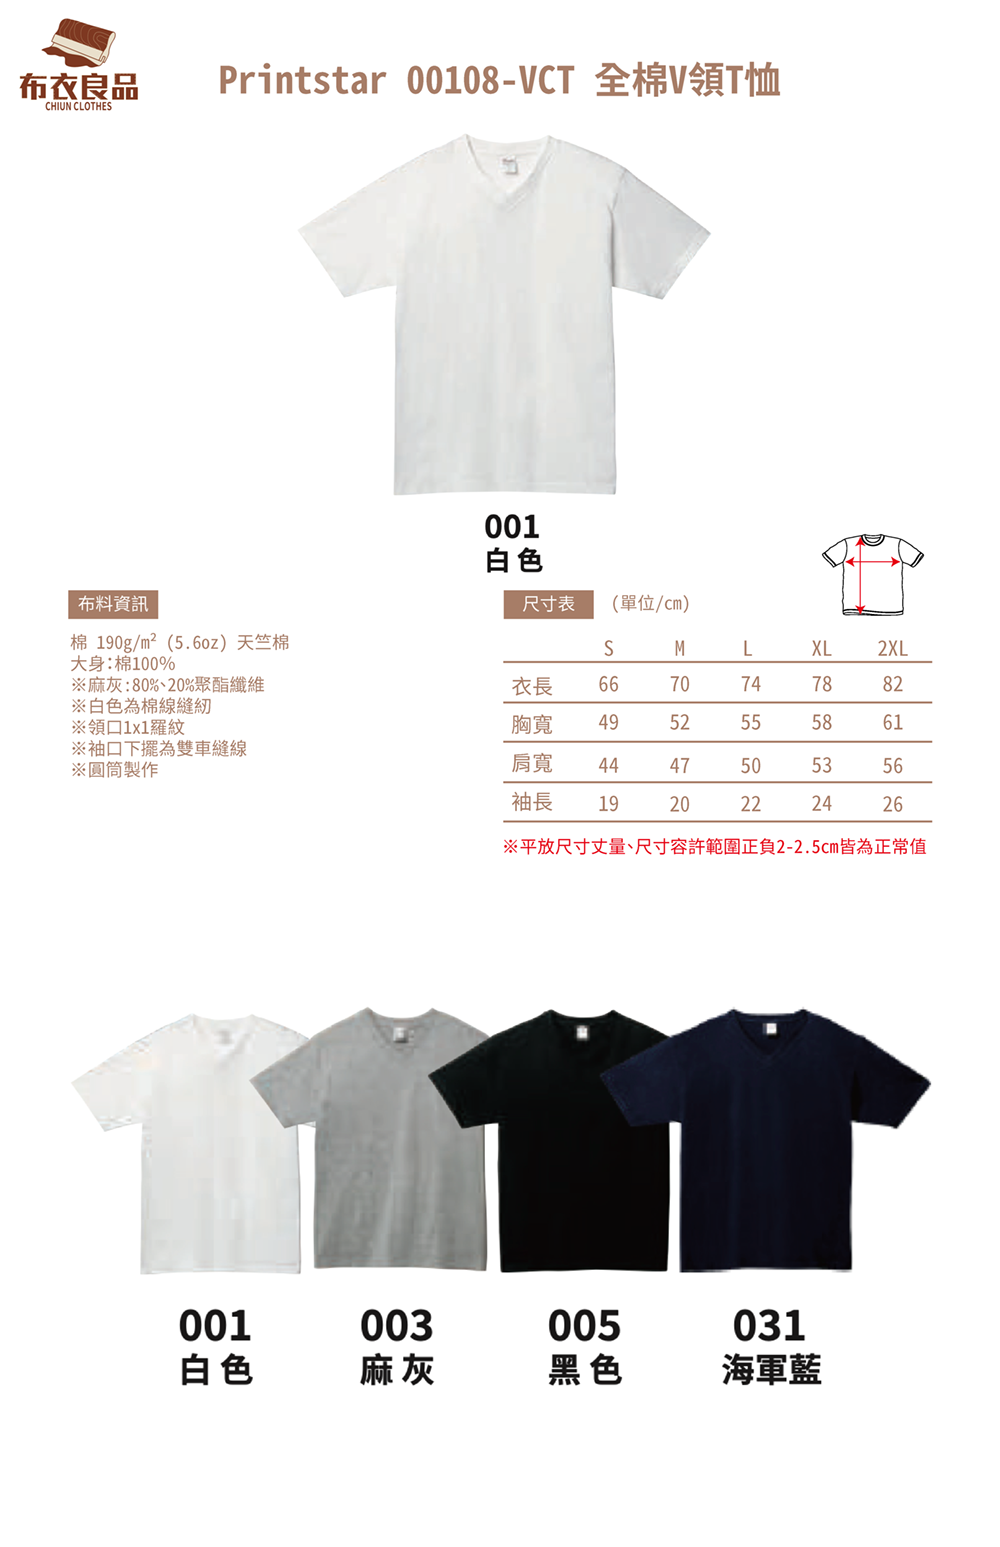 布衣良品
CHIUN CLOTHES
Printstar 00108-VCT 全棉V領T恤
001
白色
布料資訊
棉 190g/m² (5.6oz) 天竺棉
大身:棉100%
※麻灰:80%、20%聚酯纖維
※白色為棉線縫紉
※領口1x1羅紋
※袖口下擺為雙車縫線
※圓筒製作
尺寸表 (單位/cm)
S M L XL 2XL
衣長 66 70 74 78 82
胸寬 49 52 55 58 61
肩寬 44 47 50 53 56
袖長 19 20 22 24 26
※平放尺寸丈量、尺寸容許範圍正負2-2.5cm皆為正常值
001 003 005 031
白色 麻灰 黑色 海軍藍